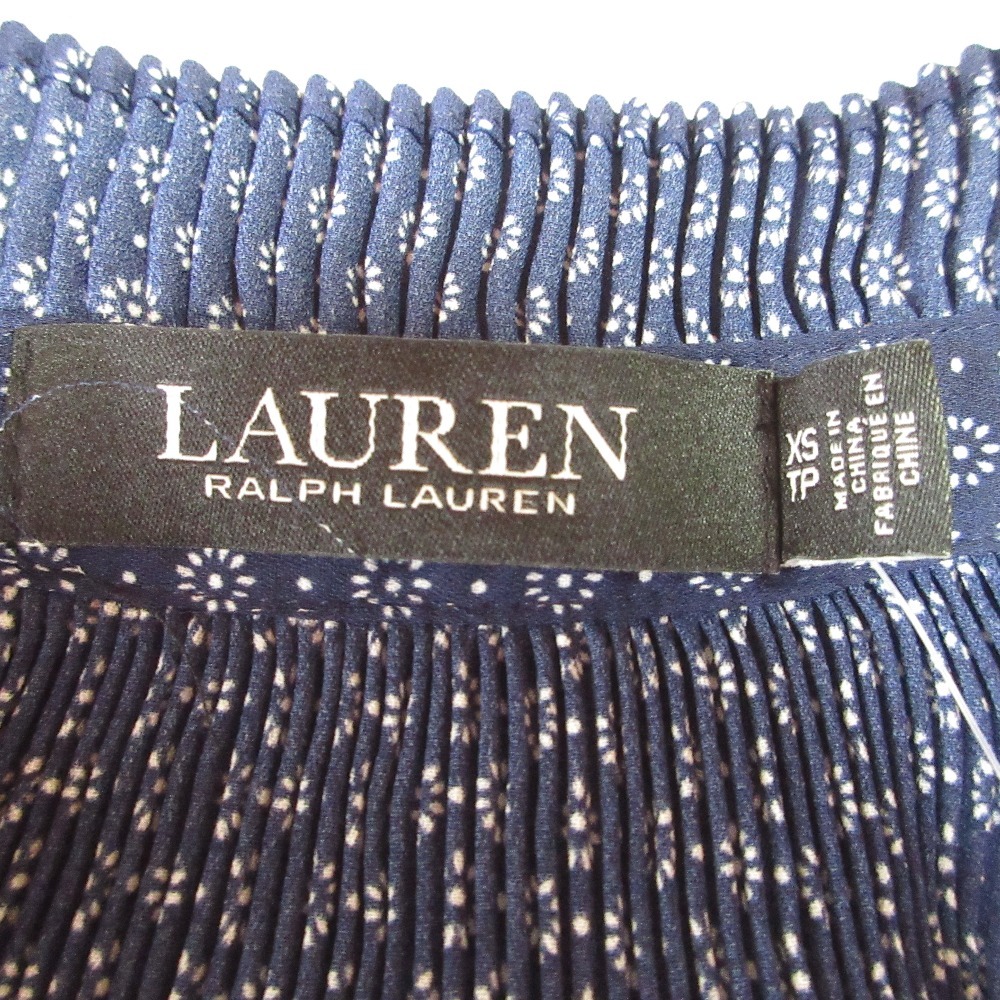 LAUREN
RALPH LAUREN
XS
TP
MADE IN
CHINA
FABRIQUE EN
CHINE